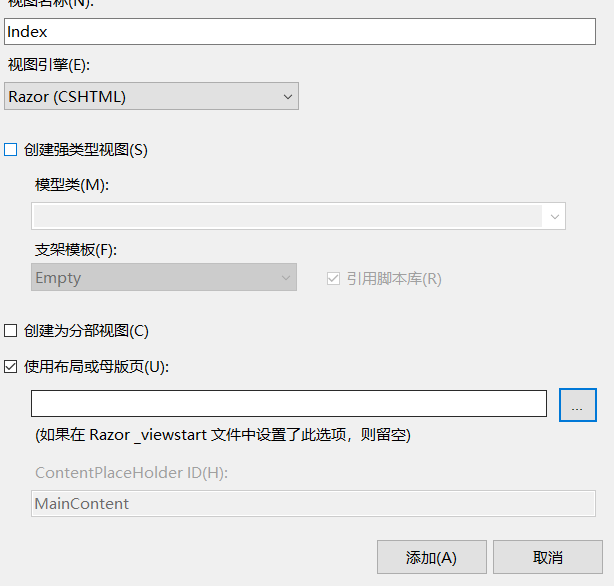 视图名称(N):
Index
视图引擎(E):
Razor (CSHTML)
创建强类型视图(S)
模型类(M):
支架模板(F):
Empty
引用脚本库(R)
创建为分部视图(C)
使用布局或母版页(U):
...
(如果在 Razor _viewstart 文件中设置了此选项，则留空)
ContentPlaceHolder ID(H):
MainContent
添加(A)
取消